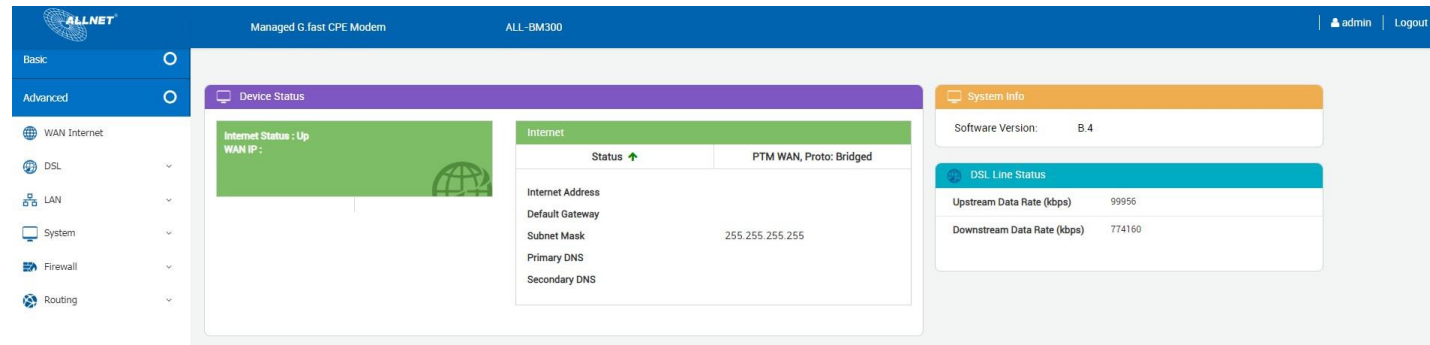 ALLNET®
Managed G.fast CPE Modem
ALL-BM300
admin
Logout
Basic
Advanced
WAN Internet
DSL
LAN
System
Firewall
Routing
Device Status
Internet Status : Up
WAN IP :
Internet
Status PTM WAN, Proto: Bridged
Internet Address
Default Gateway
Subnet Mask 255.255.255.255
Primary DNS
Secondary DNS
System Info
Software Version: B.4
DSL Line Status
Upstream Data Rate (kbps) 99956
Downstream Data Rate (kbps) 774160